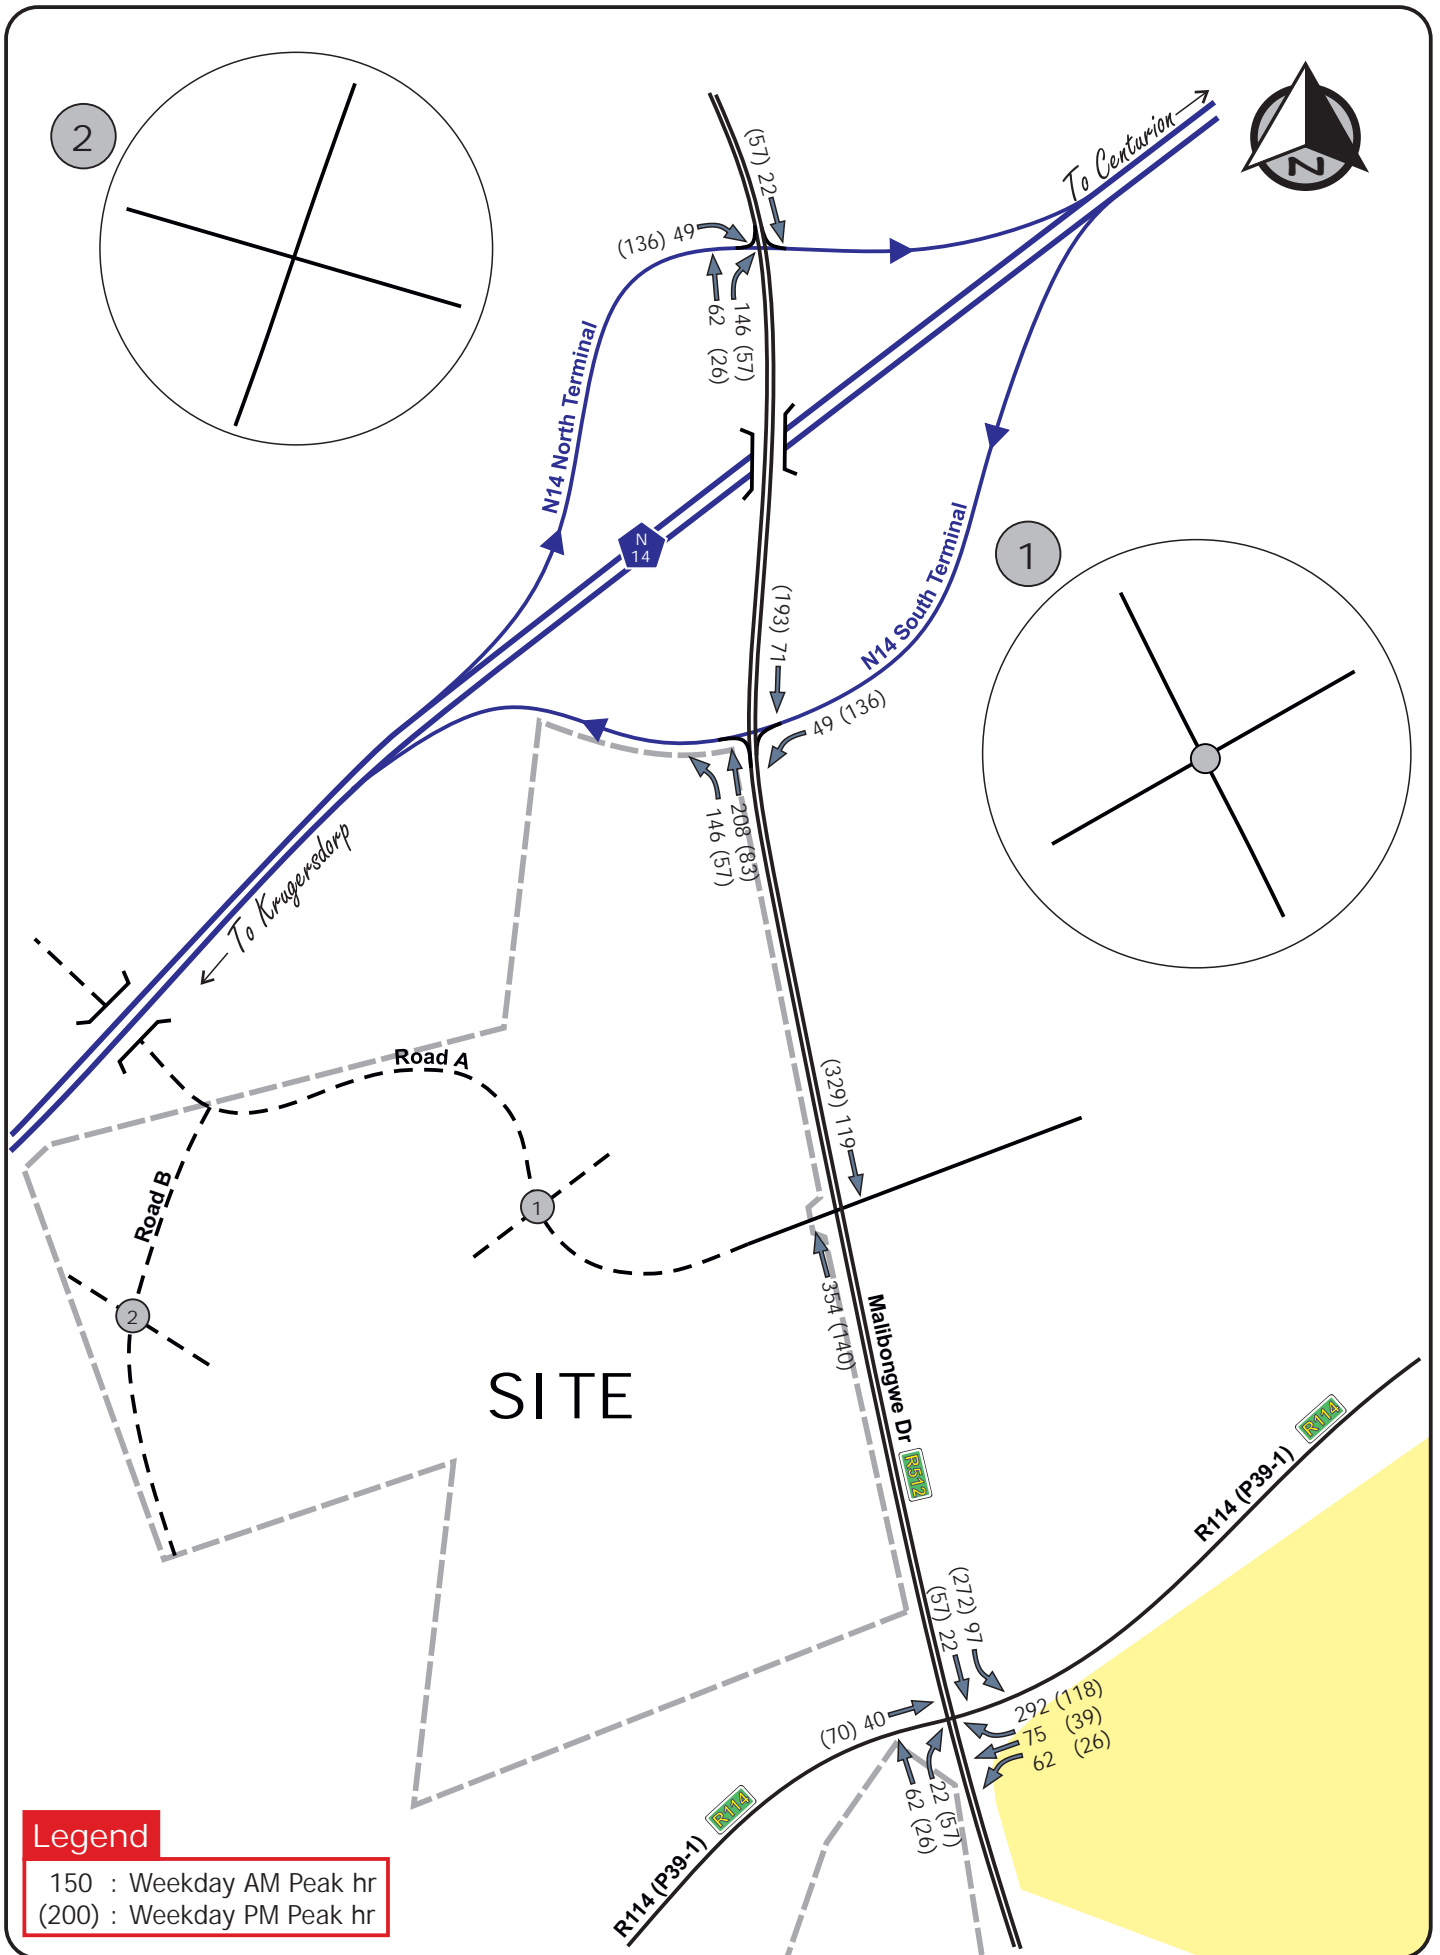 2
(57) 22
To Centurion
N
(136) 49
62 (26)
146 (57)
N14 North Terminal
N
14
N14 South Terminal
1
(193) 71
49 (136)
208 (83)
146 (57)
To Krugersdorp
Road A
(329) 119
Road B
1
2
354 (140)
SITE
Malibongwe Dr
R512
R114
R114 (P39-1)
(272) 97
(57) 22
292 (118)
75 (39)
62 (26)
(70) 40
22 (57)
62 (26)
R114
R114 (P39-1)
Legend
150 : Weekday AM Peak hr
(200) : Weekday PM Peak hr